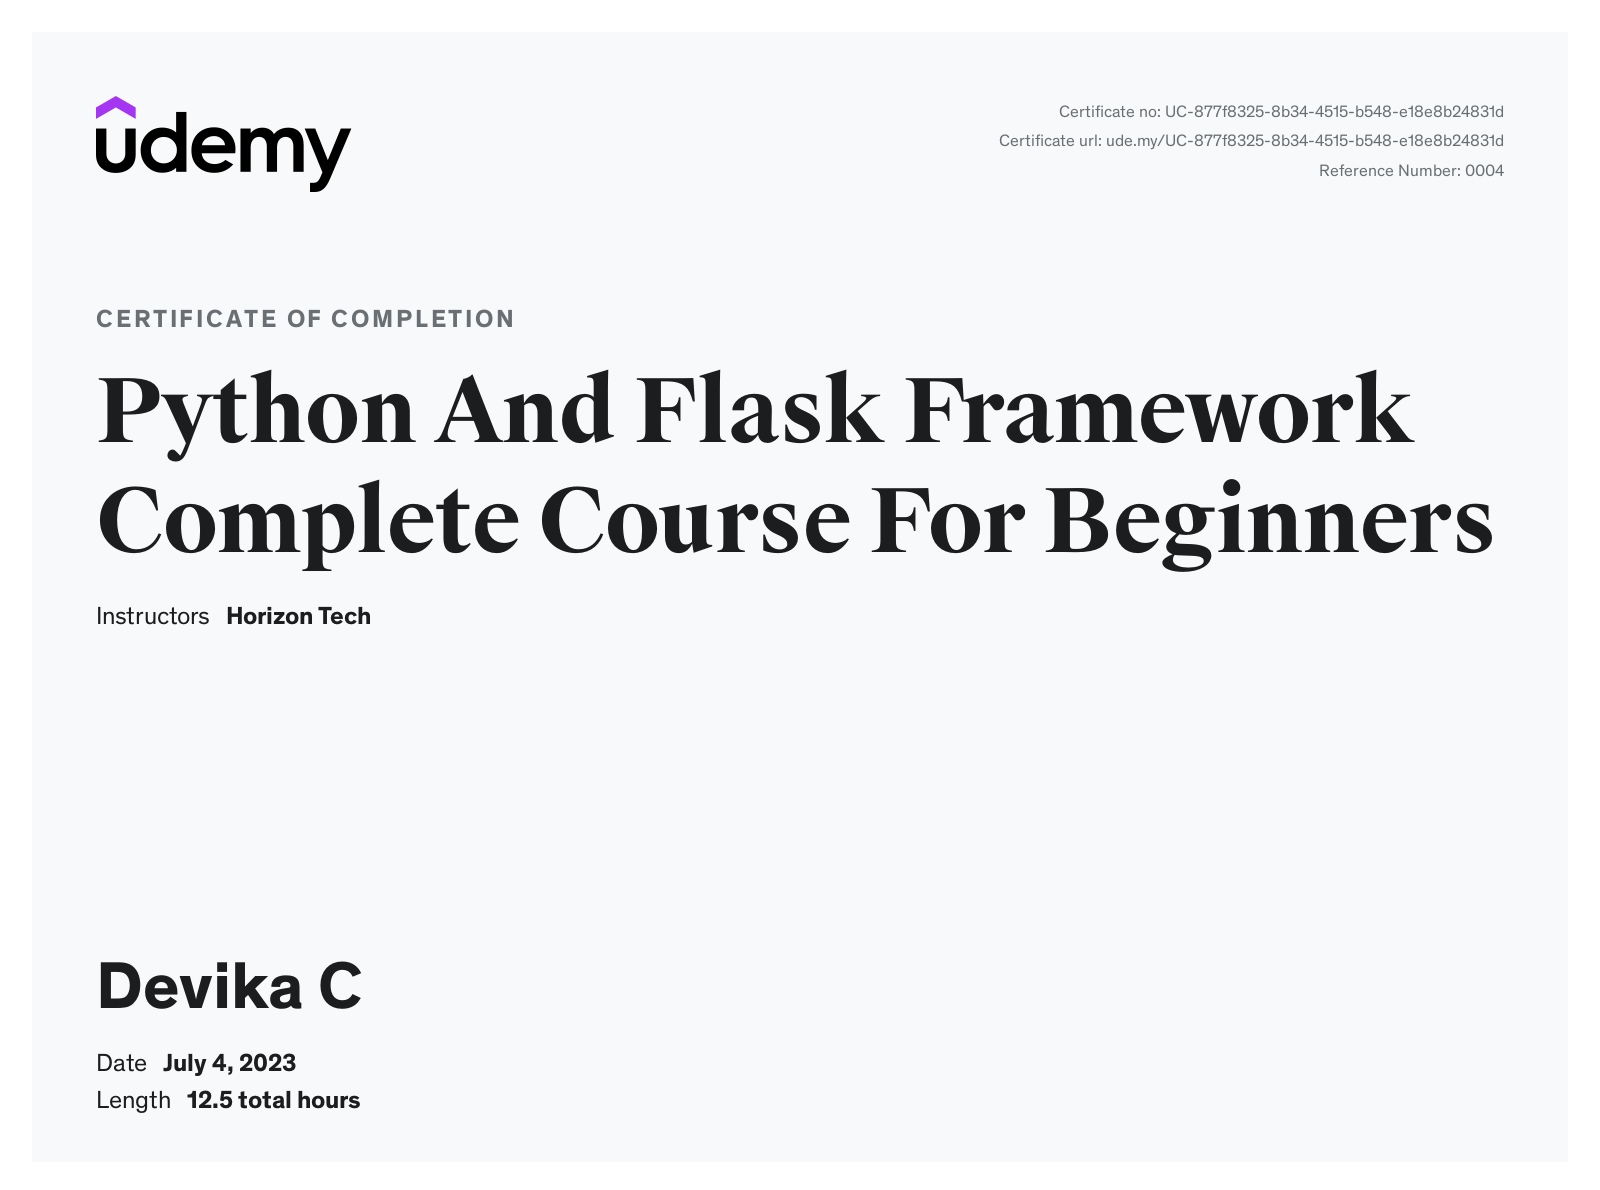 udemy
Certificate no: UC-877f8325-8b34-4515-b548-e18e8b24831d
Certificate url: ude.my/UC-877f8325-8b34-4515-b548-e18e8b24831d
Reference Number: 0004
CERTIFICATE OF COMPLETION
Python And Flask Framework
Complete Course For Beginners
Instructors Horizon Tech
Devika C
Date July 4, 2023
Length 12.5 total hours